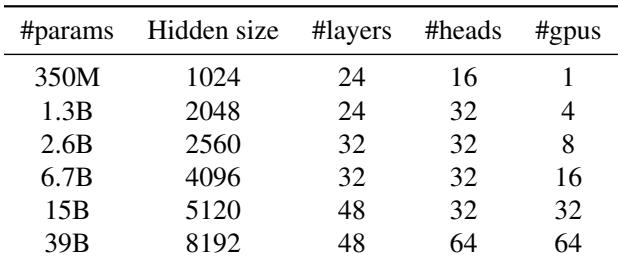 #params Hidden size #layers #heads #gpus
350M 1024 24 16 1
1.3B 2048 24 32 4
2.6B 2560 32 32 8
6.7B 4096 32 32 16
15B 5120 48 32 32
39B 8192 48 64 64